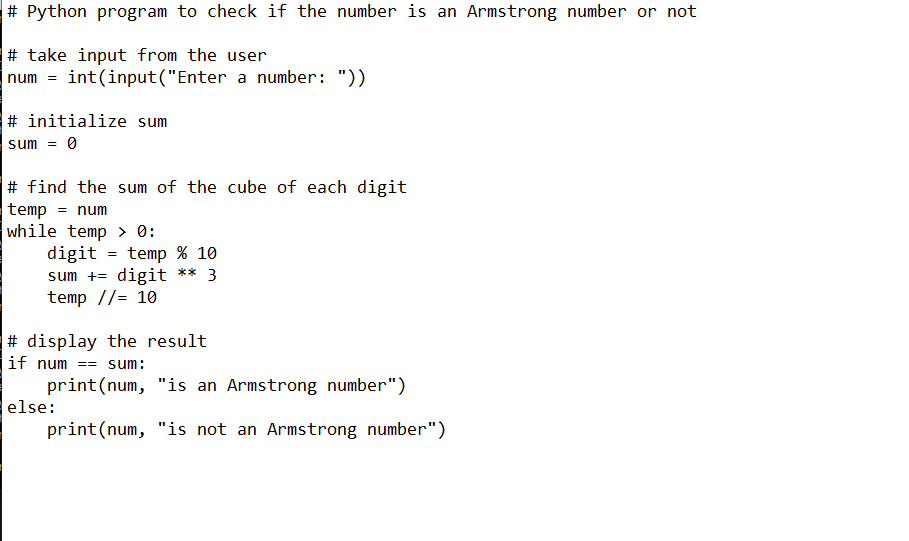 # Python program to check if the number is an Armstrong number or not
# take input from the user
num = int(input("Enter a number: "))
# initialize sum
sum = 0
# find the sum of the cube of each digit
temp = num
while temp > 0:
    digit = temp % 10
    sum += digit ** 3
    temp //= 10
# display the result
if num == sum:
    print(num, "is an Armstrong number")
else:
    print(num, "is not an Armstrong number")